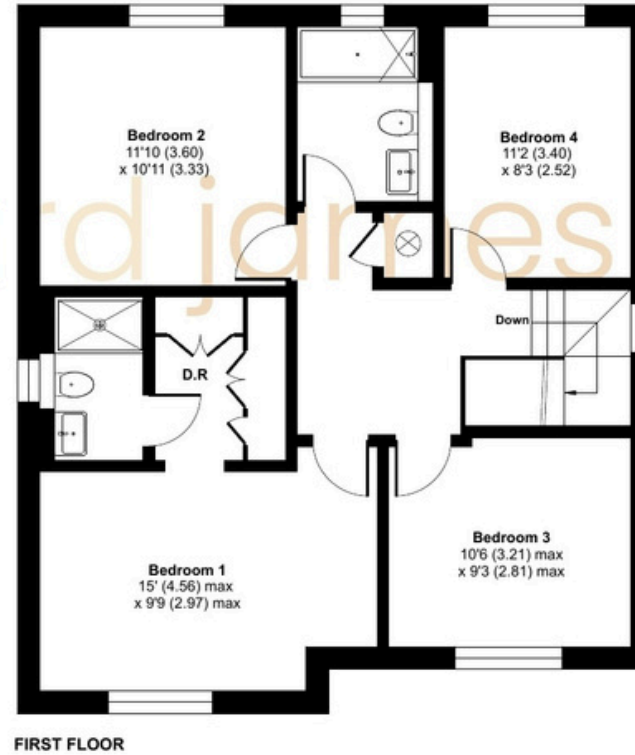 Bedroom 2
11'10 (3.60)
x 10'11 (3.33)
Bedroom 4
11'2 (3.40)
x 8'3 (2.52)
rd james
Down
D.R
Bedroom 1
15' (4.56) max
x 9'9 (2.97) max
Bedroom 3
10'6 (3.21) max
x 9'3 (2.81) max
FIRST FLOOR